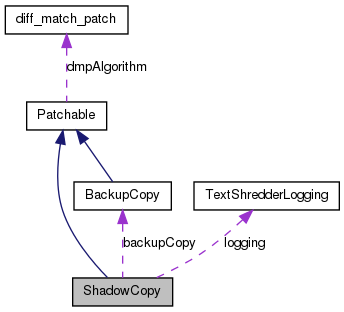 diff_match_patch
dmpAlgorithm
Patchable
BackupCopy
TextShredderLogging
backupCopy
logging
ShadowCopy